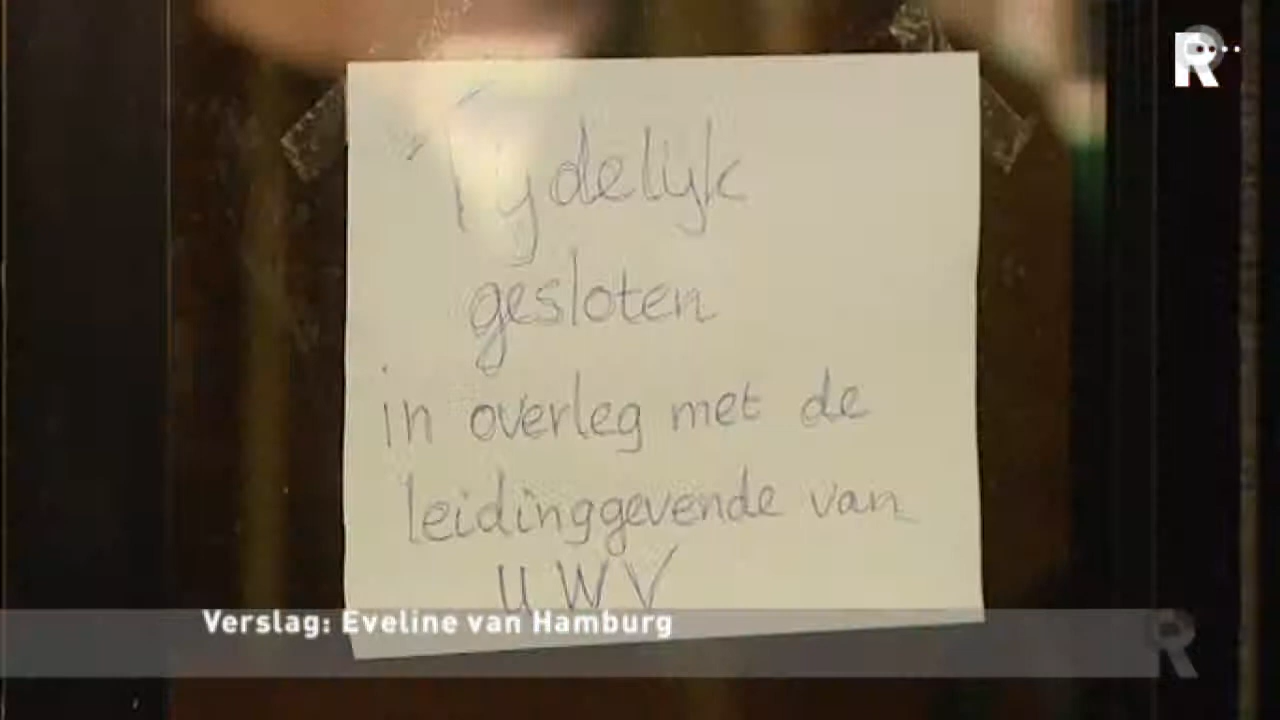 Tijdelijk
gesloten
in overleg met de
leidinggevende van
UWV
Verslag: Eveline van Hamburg
R
R